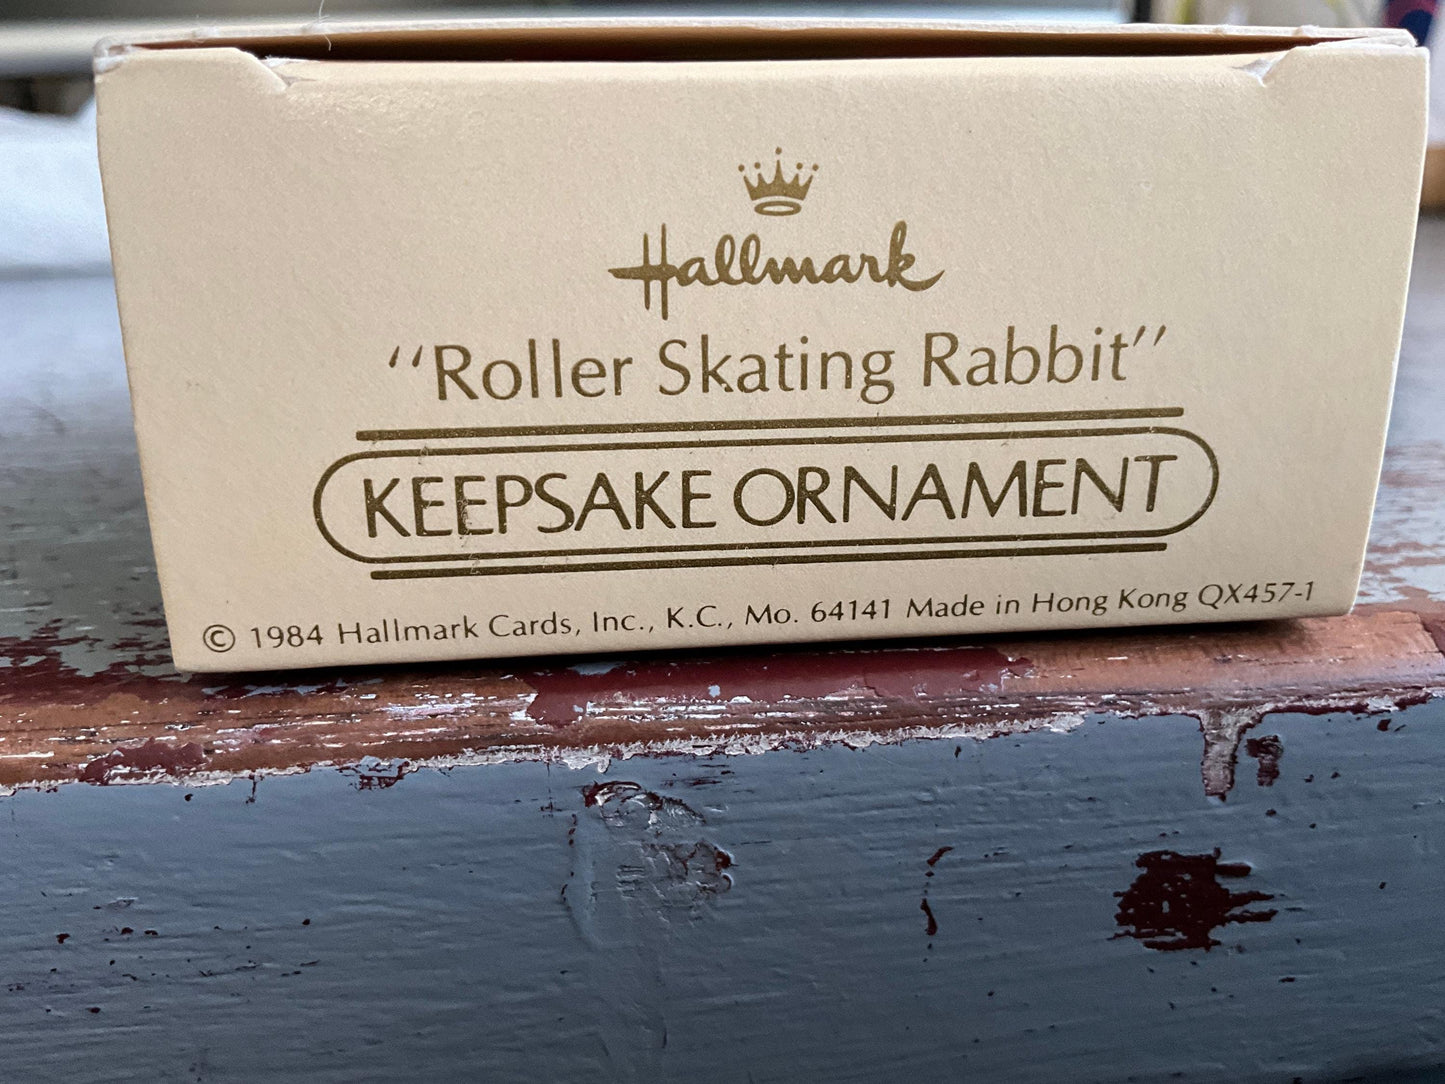 Hallmark
"Roller Skating Rabbit"
KEEPSAKE ORNAMENT
© 1984 Hallmark Cards, Inc., K.C., Mo. 64141 Made in Hong Kong QX457-1